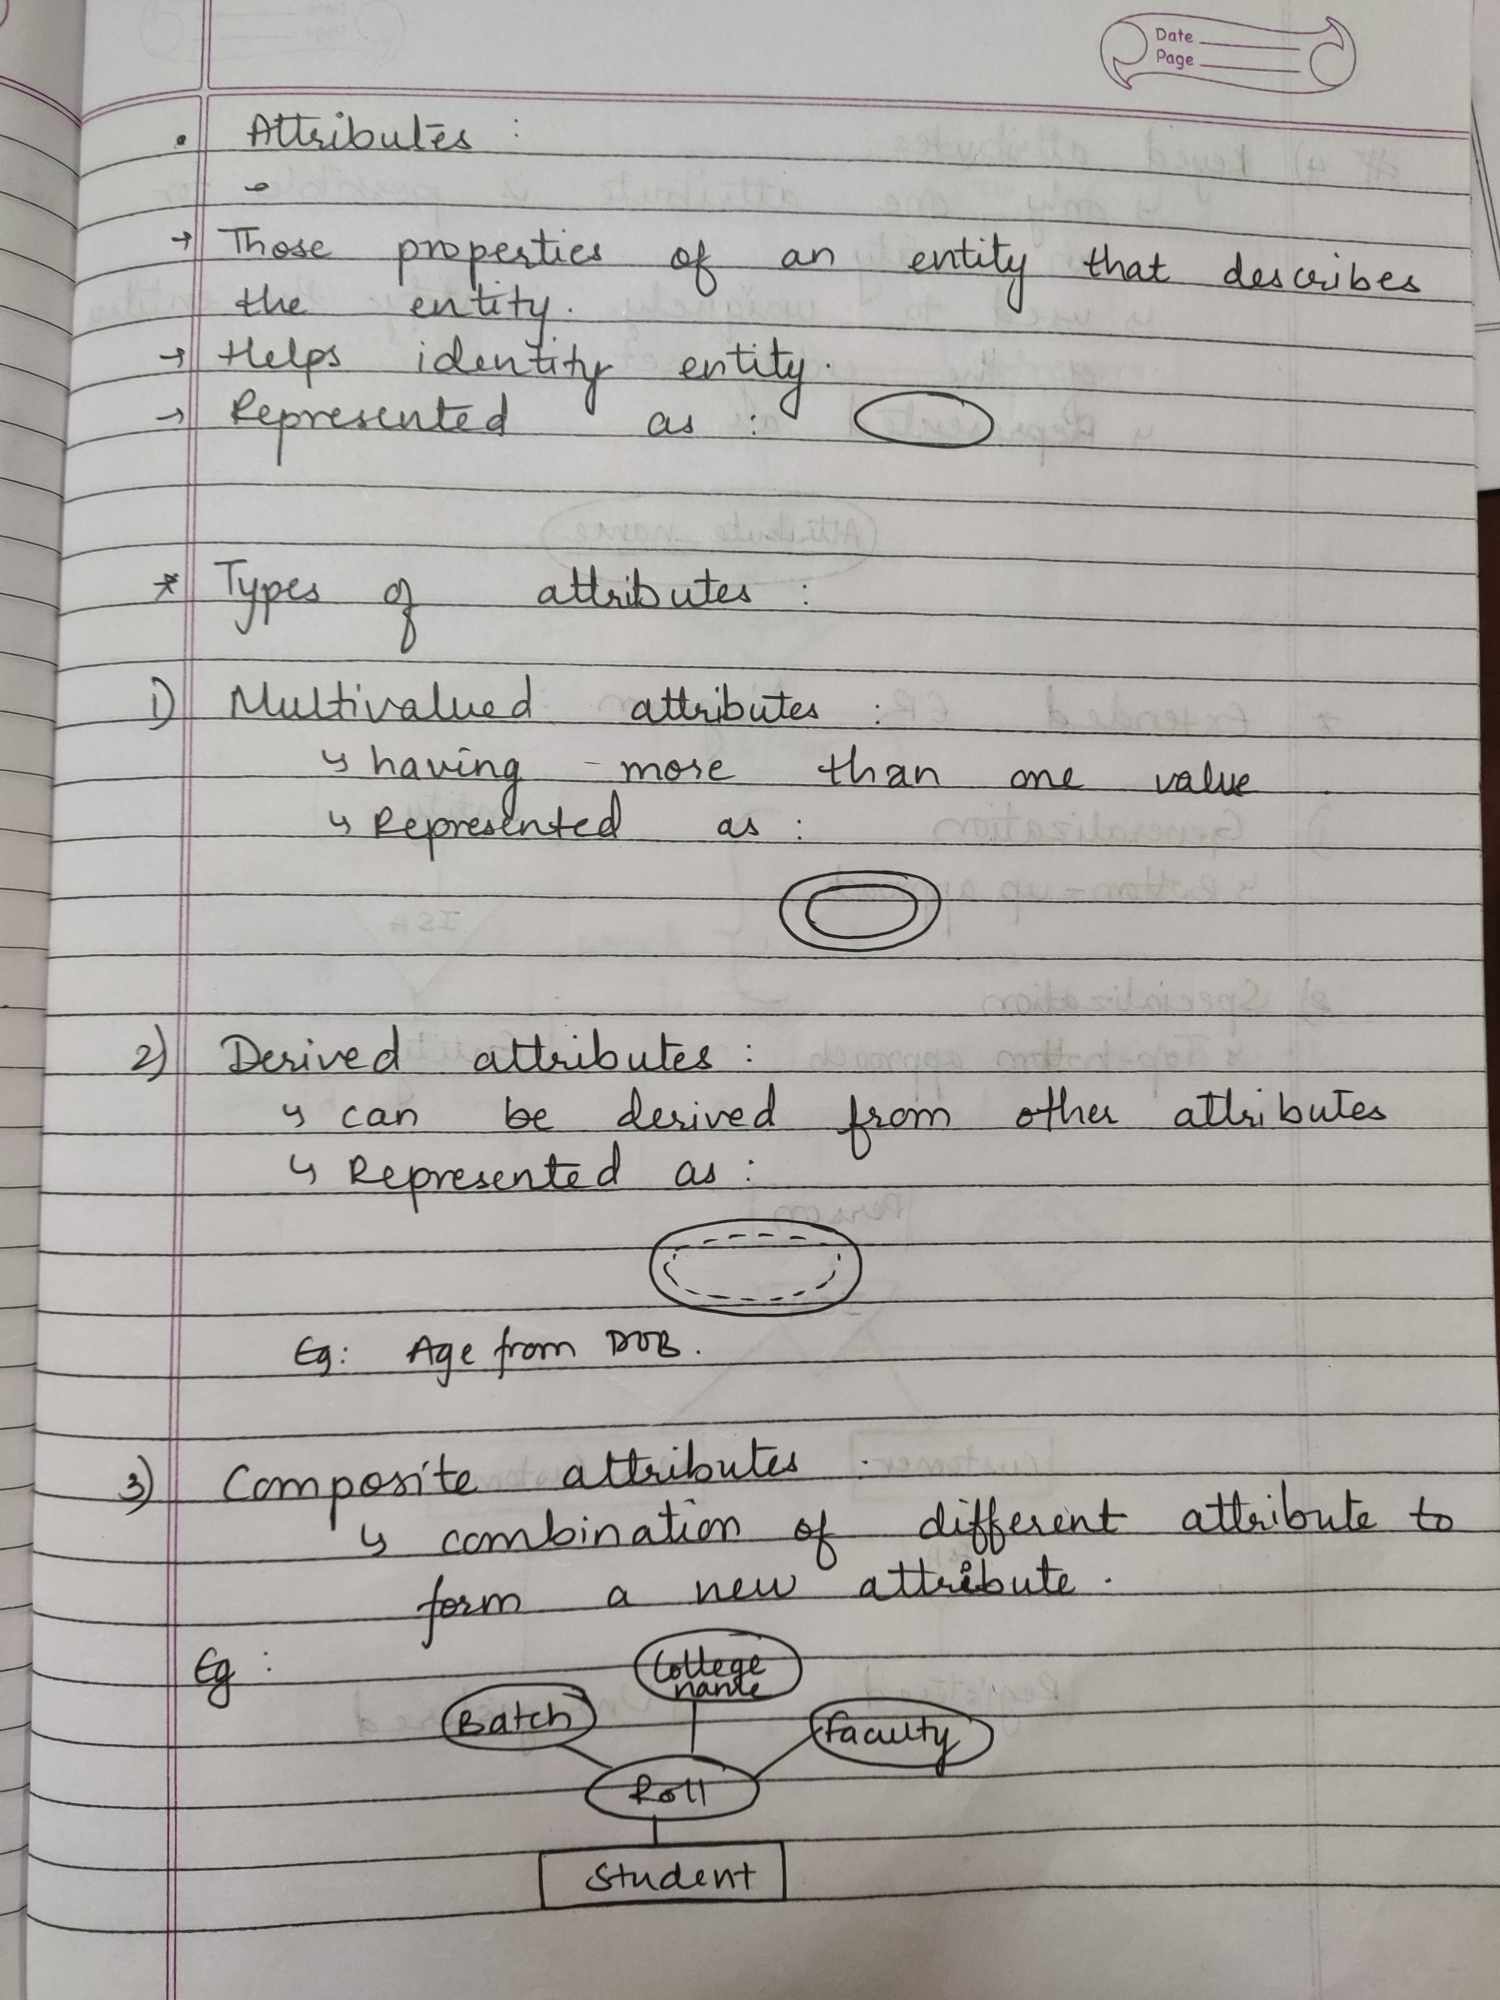 Date
Page
• Attributes :
→ Those properties of an entity that describes
the entity.
→ Helps identity entity.
→ Represented as :
* Types of attributes :
1) Multivalued attributes :
↳ having more than one value
↳ Represented as :
2) Derived attributes :
↳ can be derived from other attributes
↳ Represented as :
Eg: Age from DOB.
3) Composite attributes :
↳ combination of different attribute to
form a new attribute.
Eg :
College
name
Batch
Faculty
Roll
Student